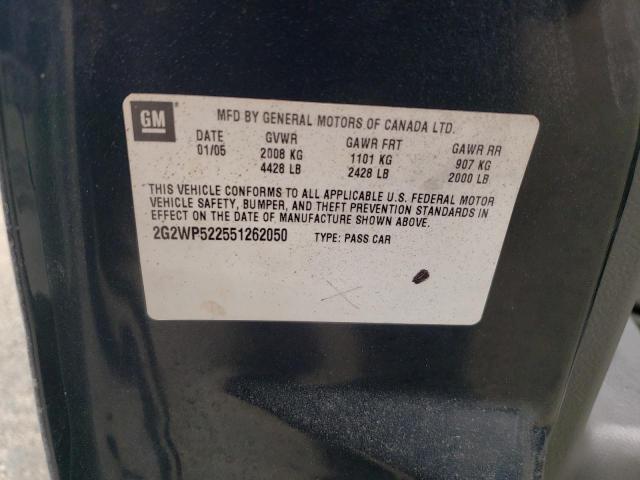 GM MFD BY GENERAL MOTORS OF CANADA LTD.
DATE GVWR GAWR FRT GAWR RR
01/05 2008 KG 1101 KG 907 KG
4428 LB 2428 LB 2000 LB
THIS VEHICLE CONFORMS TO ALL APPLICABLE U.S. FEDERAL MOTOR
VEHICLE SAFETY, BUMPER, AND THEFT PREVENTION STANDARDS IN
EFFECT ON THE DATE OF MANUFACTURE SHOWN ABOVE.
2G2WP522551262050 TYPE: PASS CAR